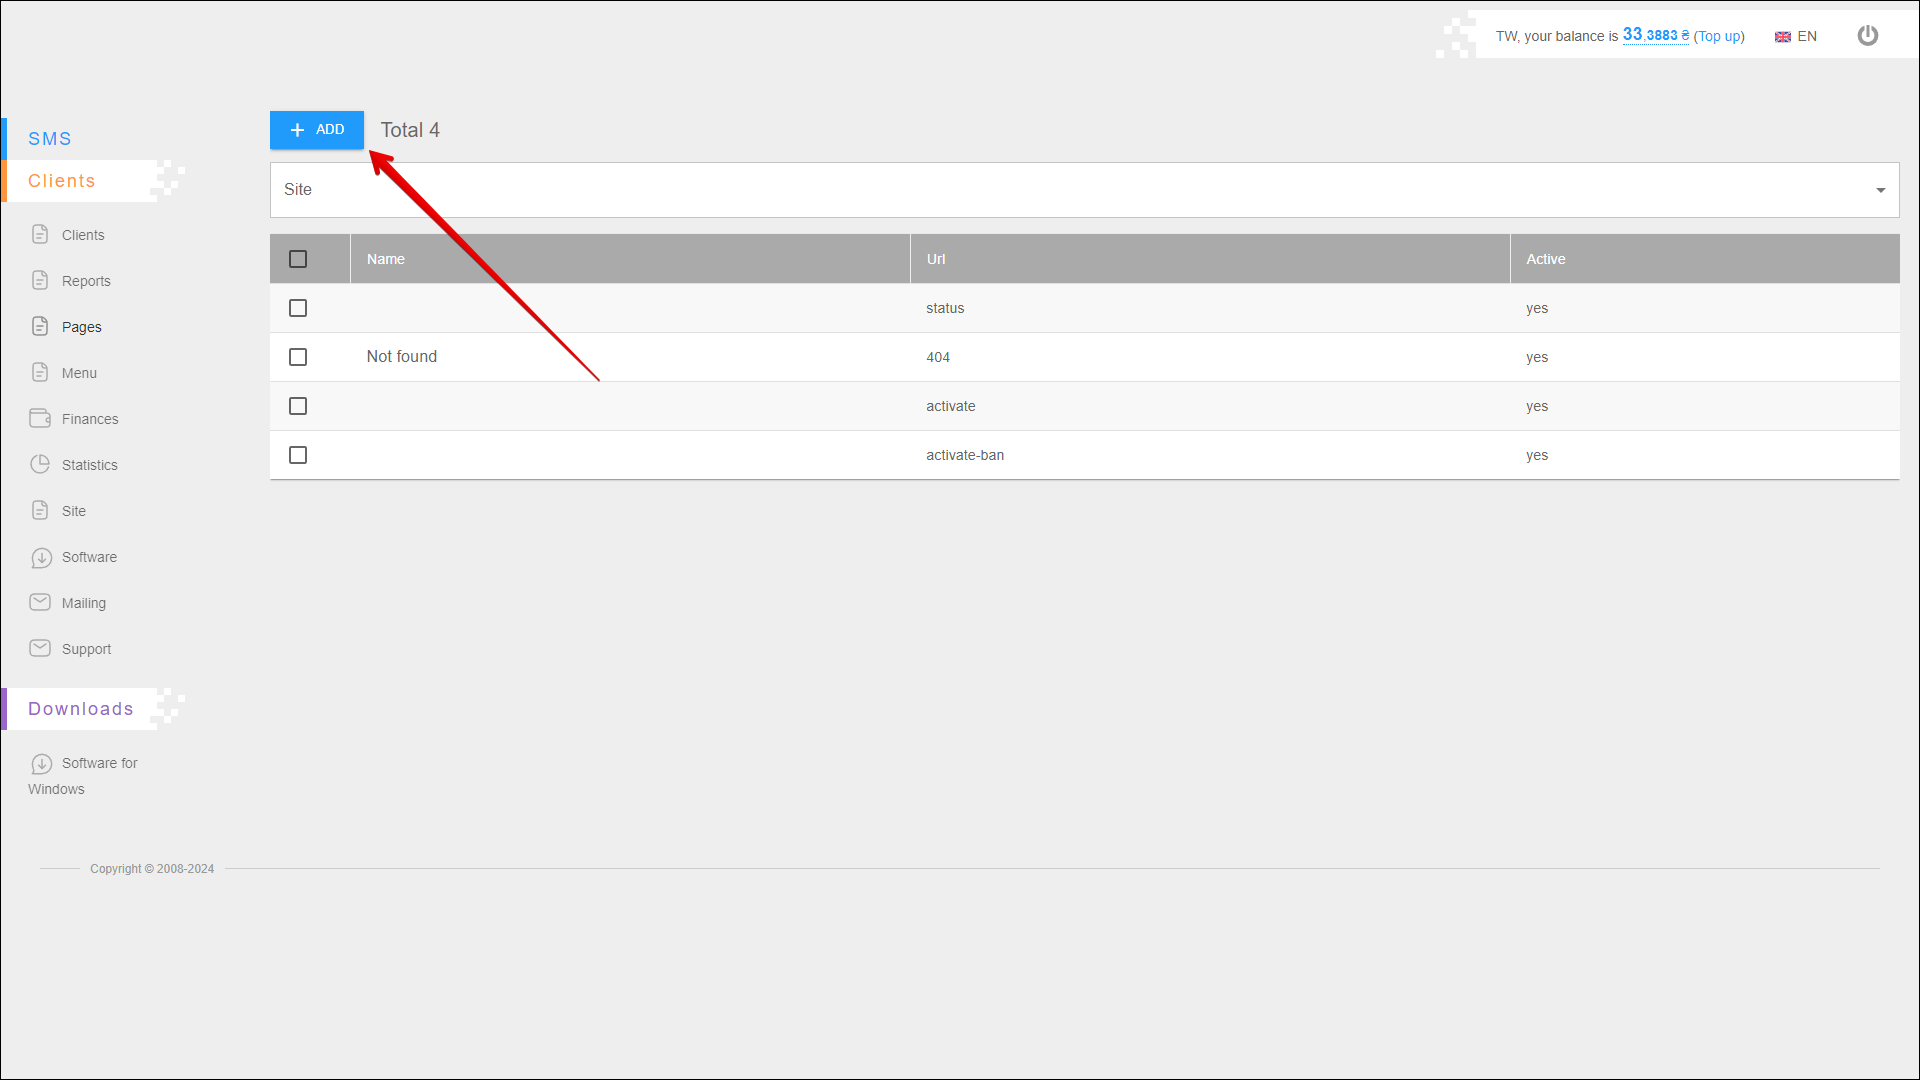 TW, your balance is 33,3883 ₴ (Top up)
EN
SMS
Clients
Clients
Reports
Pages
Menu
Finances
Statistics
Site
Software
Mailing
Support
Downloads
Software for
Windows
ADD
Total 4
Site
Name Url Active
status yes
Not found 404 yes
activate yes
activate-ban yes
Copyright © 2008-2024